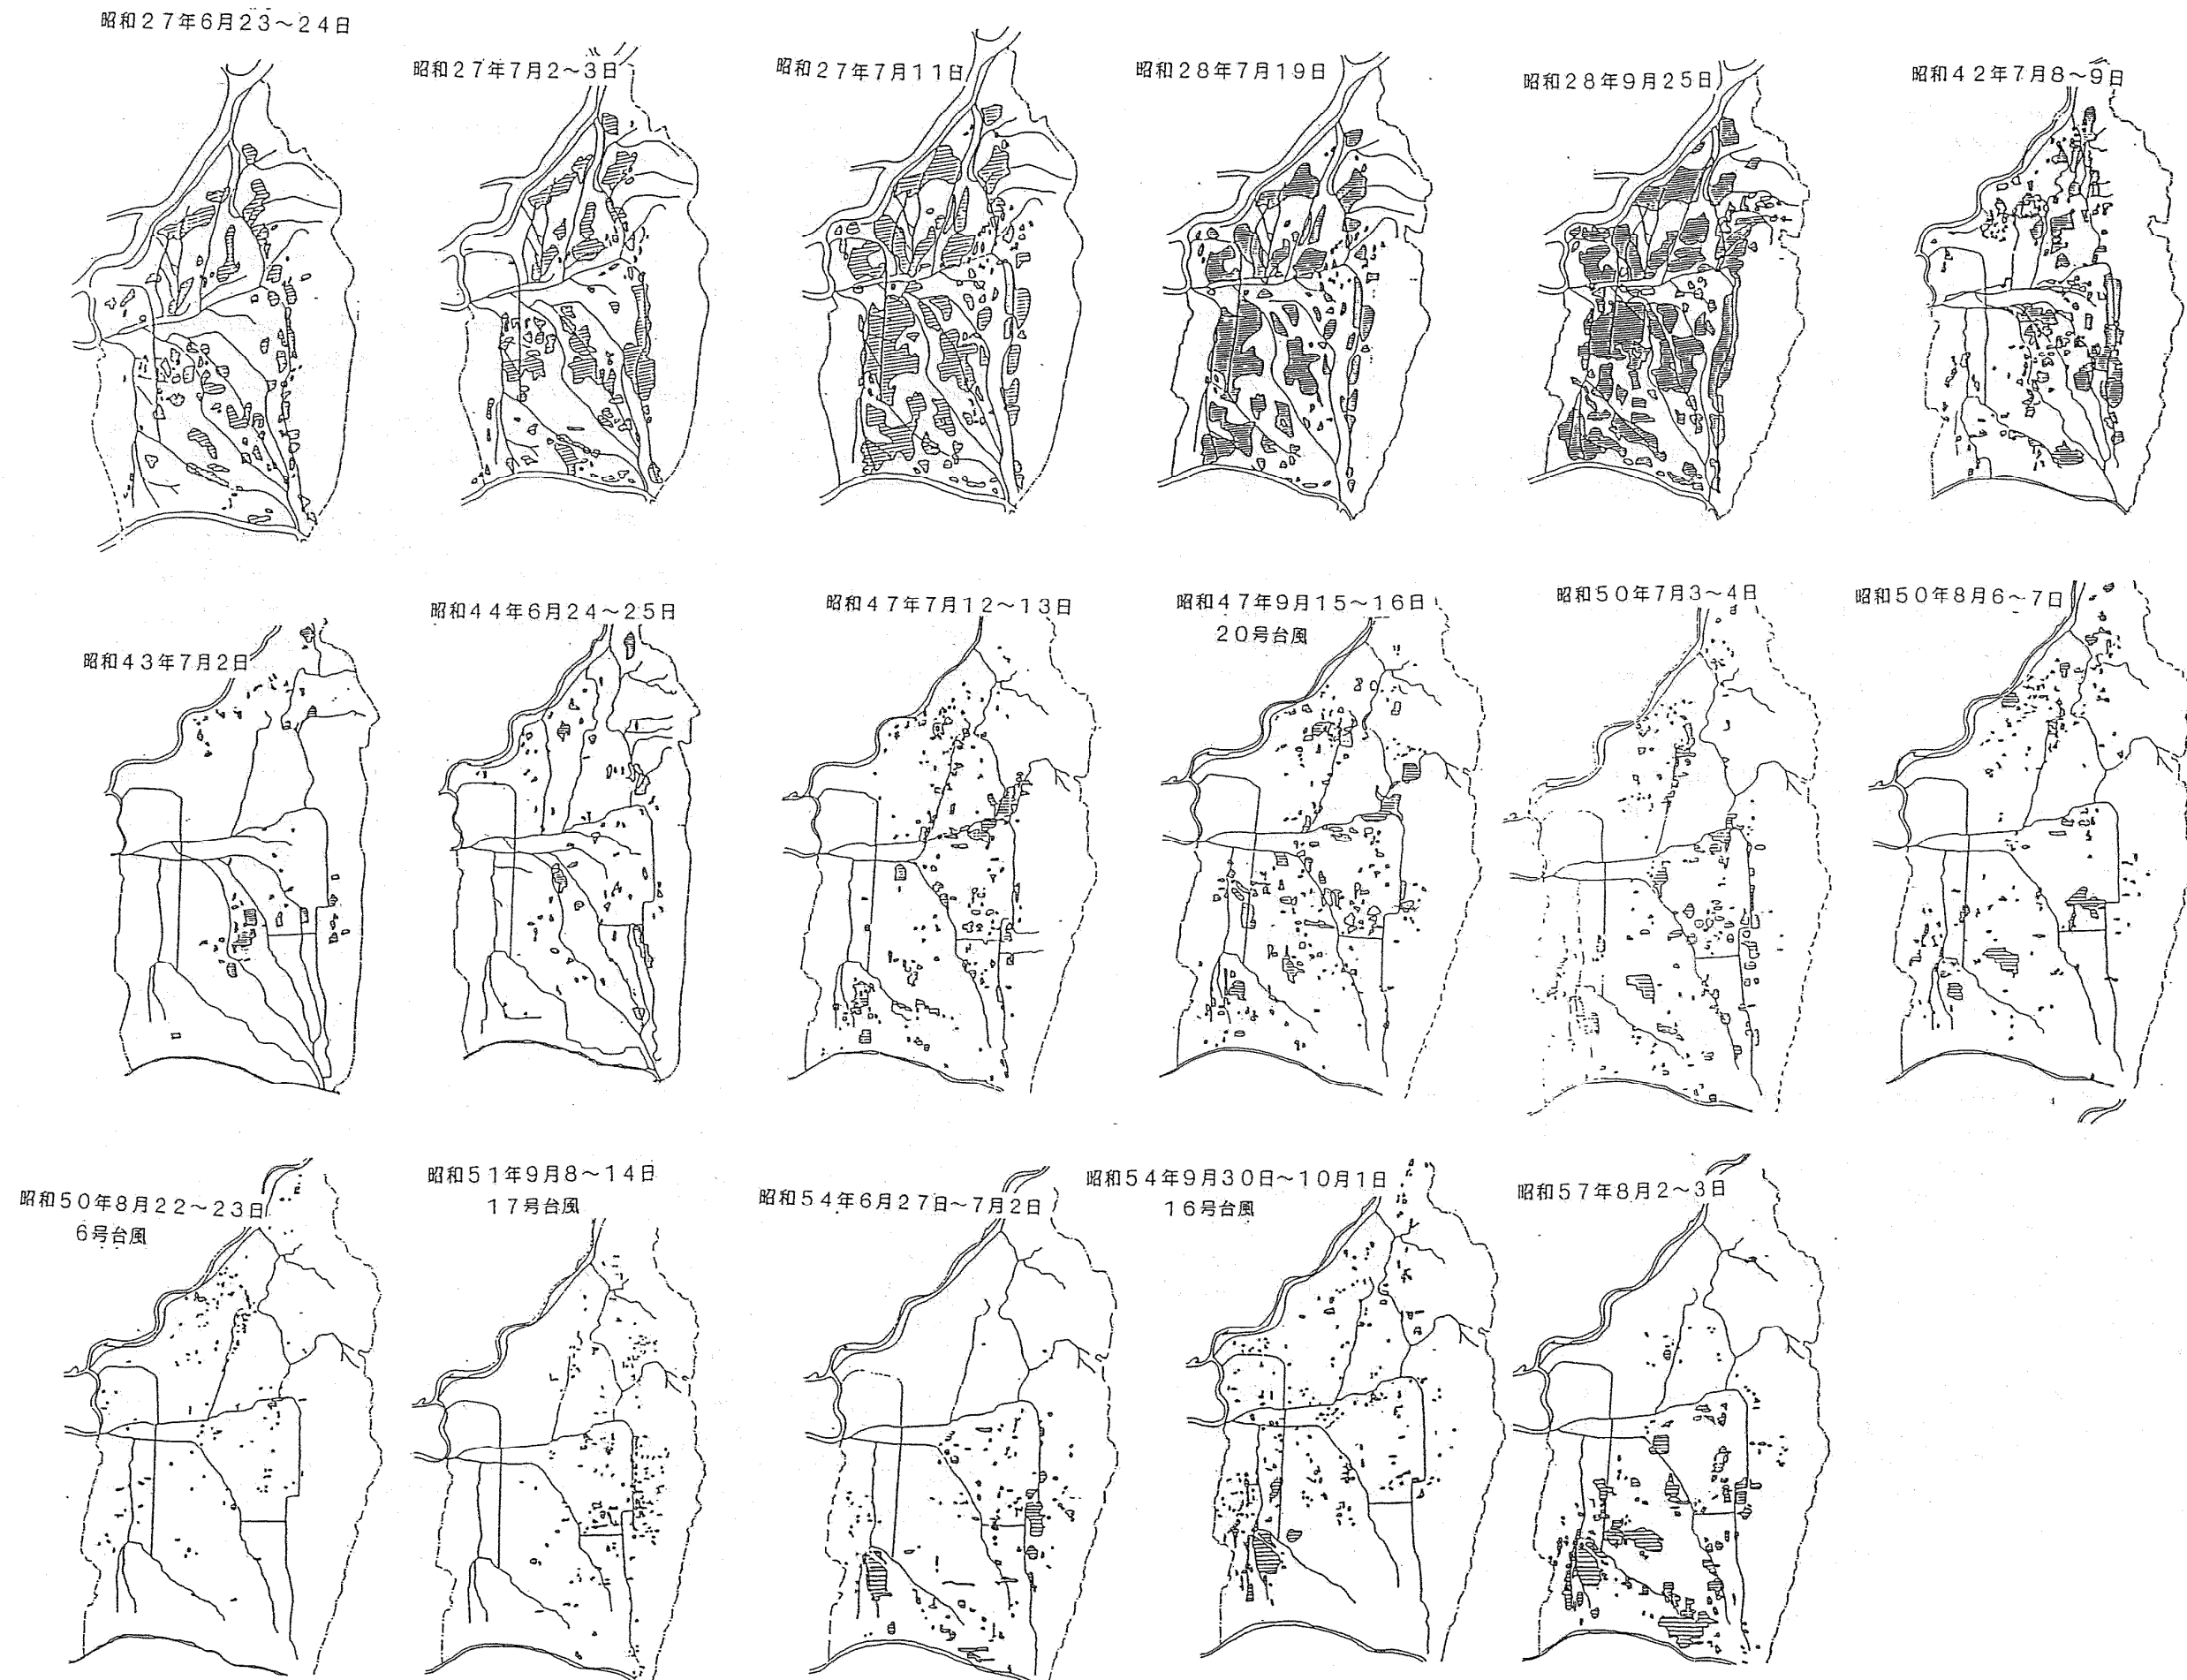 昭和27年6月23～24日
昭和27年7月2～3日
昭和27年7月11日
昭和28年7月19日
昭和28年9月25日
昭和42年7月8～9日
昭和43年7月2日
昭和44年6月24～25日
昭和47年7月12～13日
昭和47年9月15～16日
20号台風
昭和50年7月3～4日
昭和50年8月6～7日
昭和50年8月22～23日
6号台風
昭和51年9月8～14日
17号台風
昭和54年6月27日～7月2日
昭和54年9月30日～10月1日
16号台風
昭和57年8月2～3日